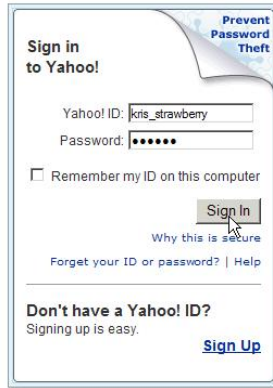 Prevent
Password
Theft
Sign in
to Yahoo!
Yahoo! ID: kris_strawberry
Password: ●●●●●●
Remember my ID on this computer
Sign In
Why this is secure
Forget your ID or password? | Help
Don't have a Yahoo! ID?
Signing up is easy.
Sign Up